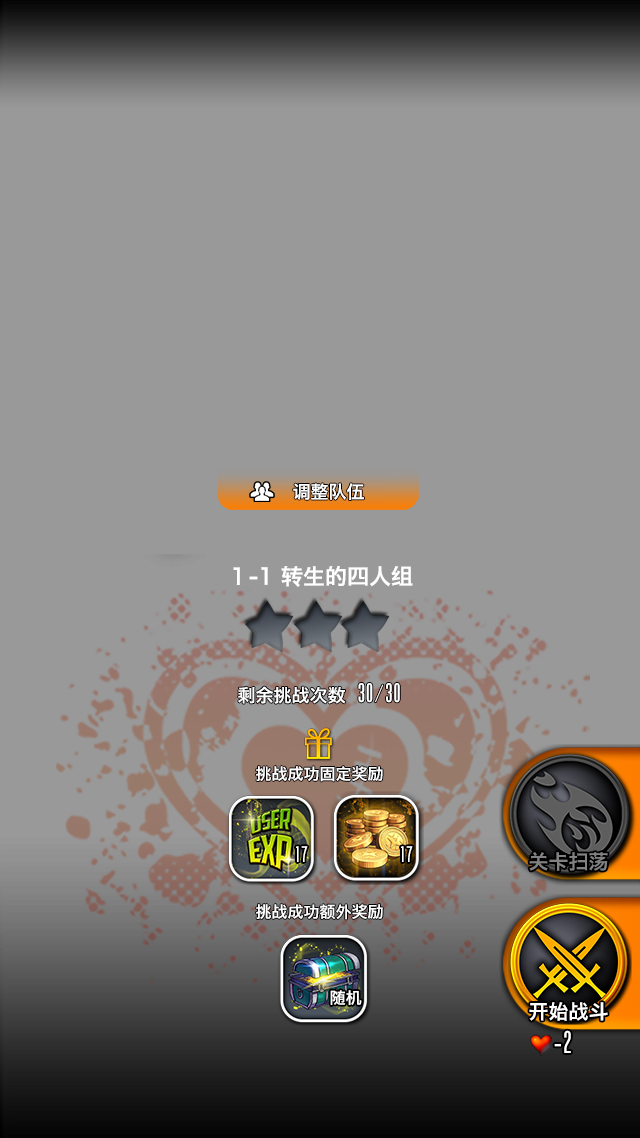 调整队伍
1-1 转生的四人组
剩余挑战次数 30/30
挑战成功固定奖励
USER
EXP
17
17
关卡扫荡
挑战成功额外奖励
随机
开始战斗
-2